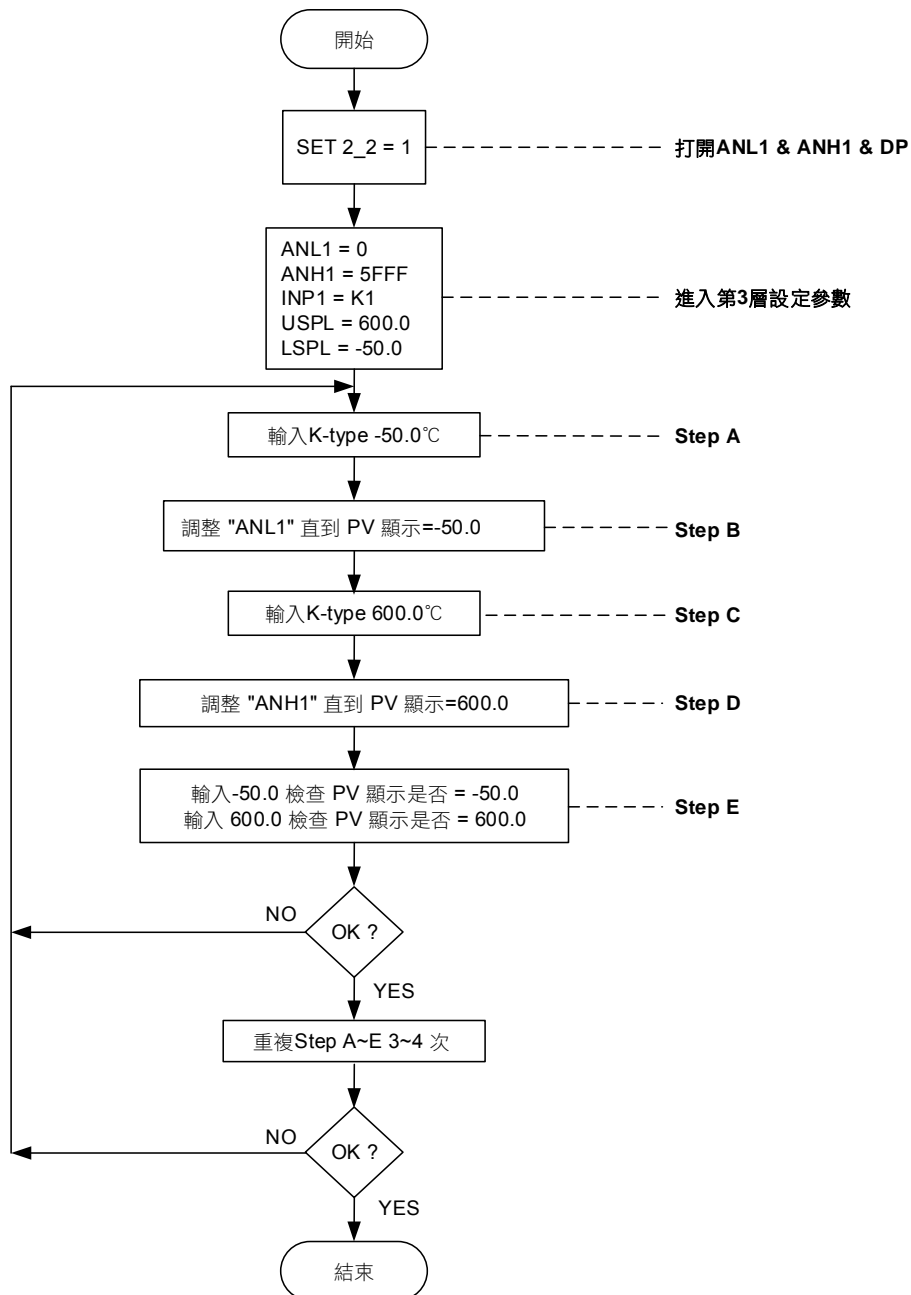 開始
SET 2_2 = 1
打開ANL1 & ANH1 & DP
ANL1 = 0
ANH1 = 5FFF
INP1 = K1
USPL = 600.0
LSPL = -50.0
進入第3層設定參數
輸入K-type -50.0℃
Step A
調整 "ANL1" 直到 PV 顯示=-50.0
Step B
輸入K-type 600.0℃
Step C
調整 "ANH1" 直到 PV 顯示=600.0
Step D
輸入-50.0 檢查 PV 顯示是否 = -50.0
輸入 600.0 檢查 PV 顯示是否 = 600.0
Step E
NO
OK ?
YES
重複Step A~E 3~4 次
NO
OK ?
YES
結束